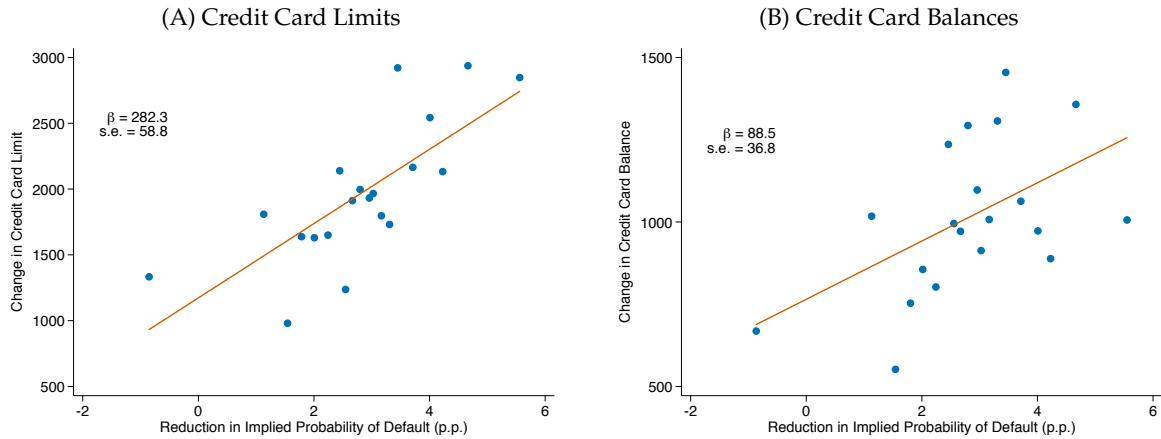 (A) Credit Card Limits
3000
2500
2000
1500
1000
500
Change in Credit Card Limit
β = 282.3
s.e. = 58.8
-2 0 2 4 6
Reduction in Implied Probability of Default (p.p.)
(B) Credit Card Balances
1500
1000
500
Change in Credit Card Balance
β = 88.5
s.e. = 36.8
-2 0 2 4 6
Reduction in Implied Probability of Default (p.p.)